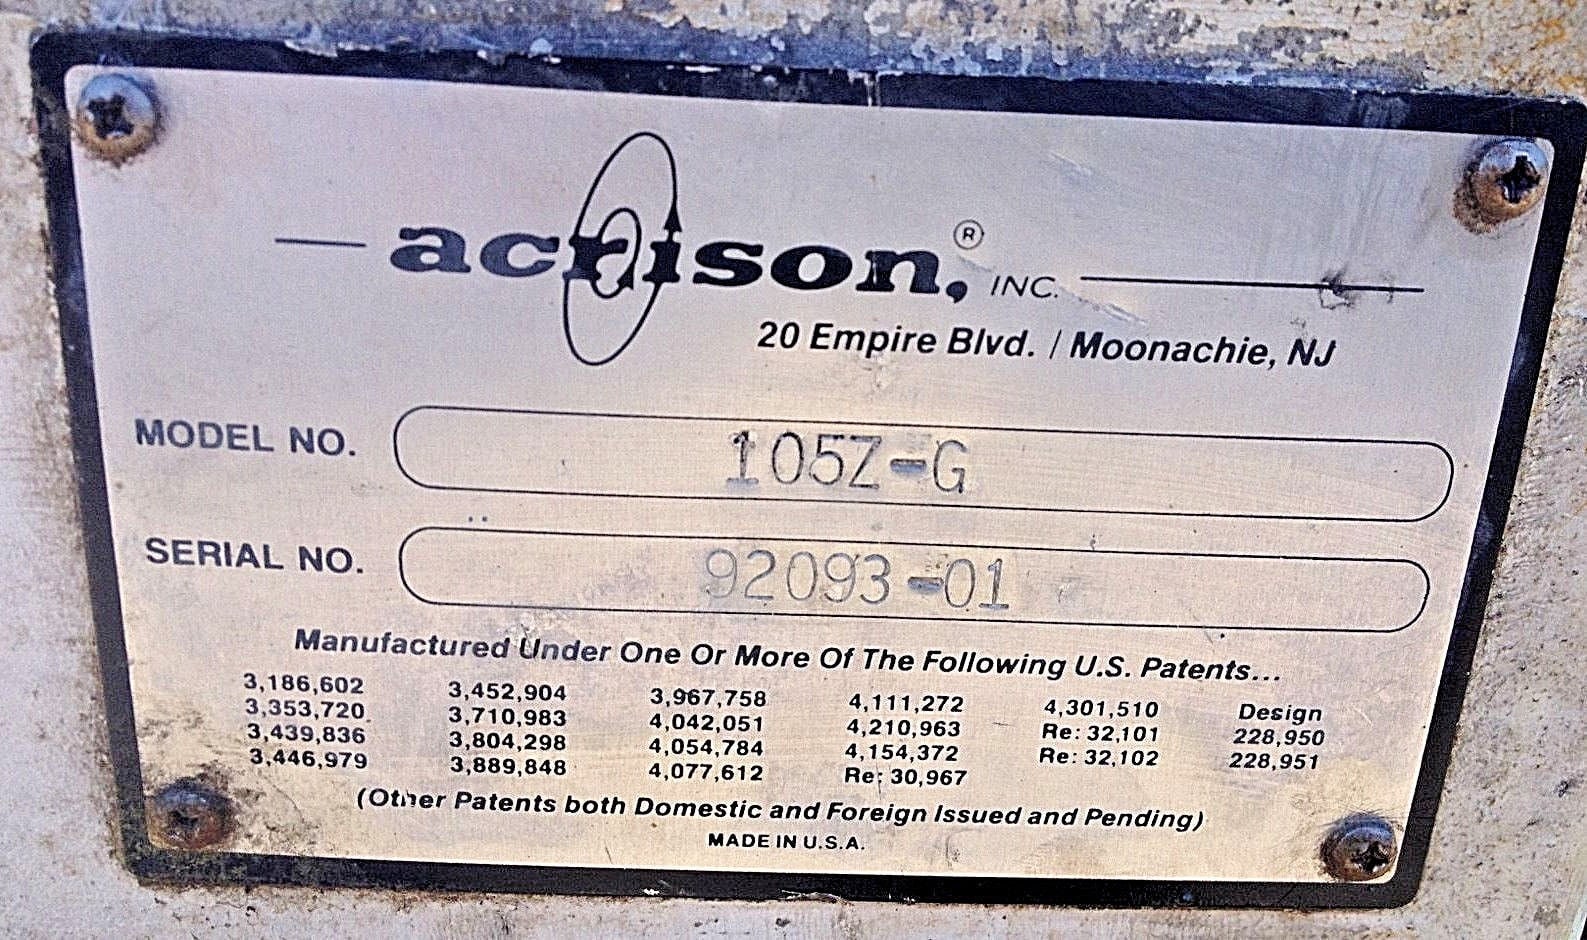 acrison,® INC.
20 Empire Blvd. / Moonachie, NJ
MODEL NO. 105Z-G
SERIAL NO. 92093-01
Manufactured Under One Or More Of The Following U.S. Patents...
3,186,602 3,452,904 3,967,758 4,111,272 4,301,510 Design
3,353,720 3,710,983 4,042,051 4,210,963 Re: 32,101 228,950
3,439,836 3,804,298 4,054,784 4,154,372 Re: 32,102 228,951
3,446,979 3,889,848 4,077,612 Re: 30,967
(Other Patents both Domestic and Foreign Issued and Pending)
MADE IN U.S.A.